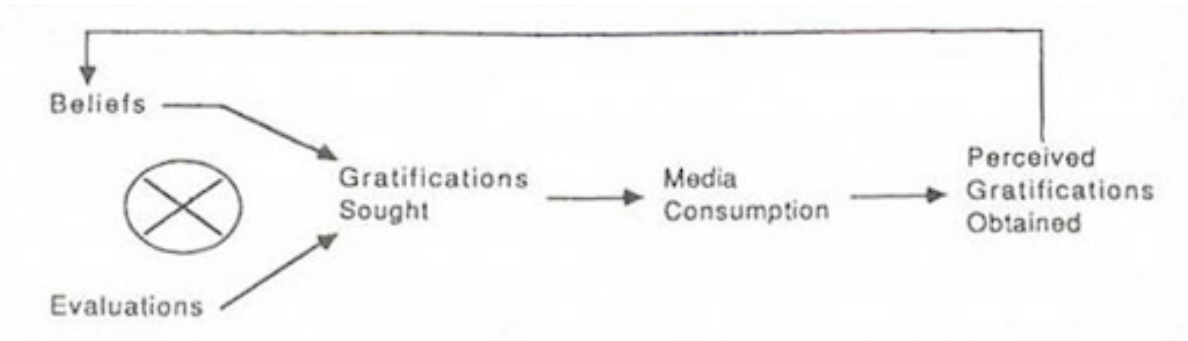 Beliefs
Gratifications
Sought
Media
Consumption
Perceived
Gratifications
Obtained
Evaluations